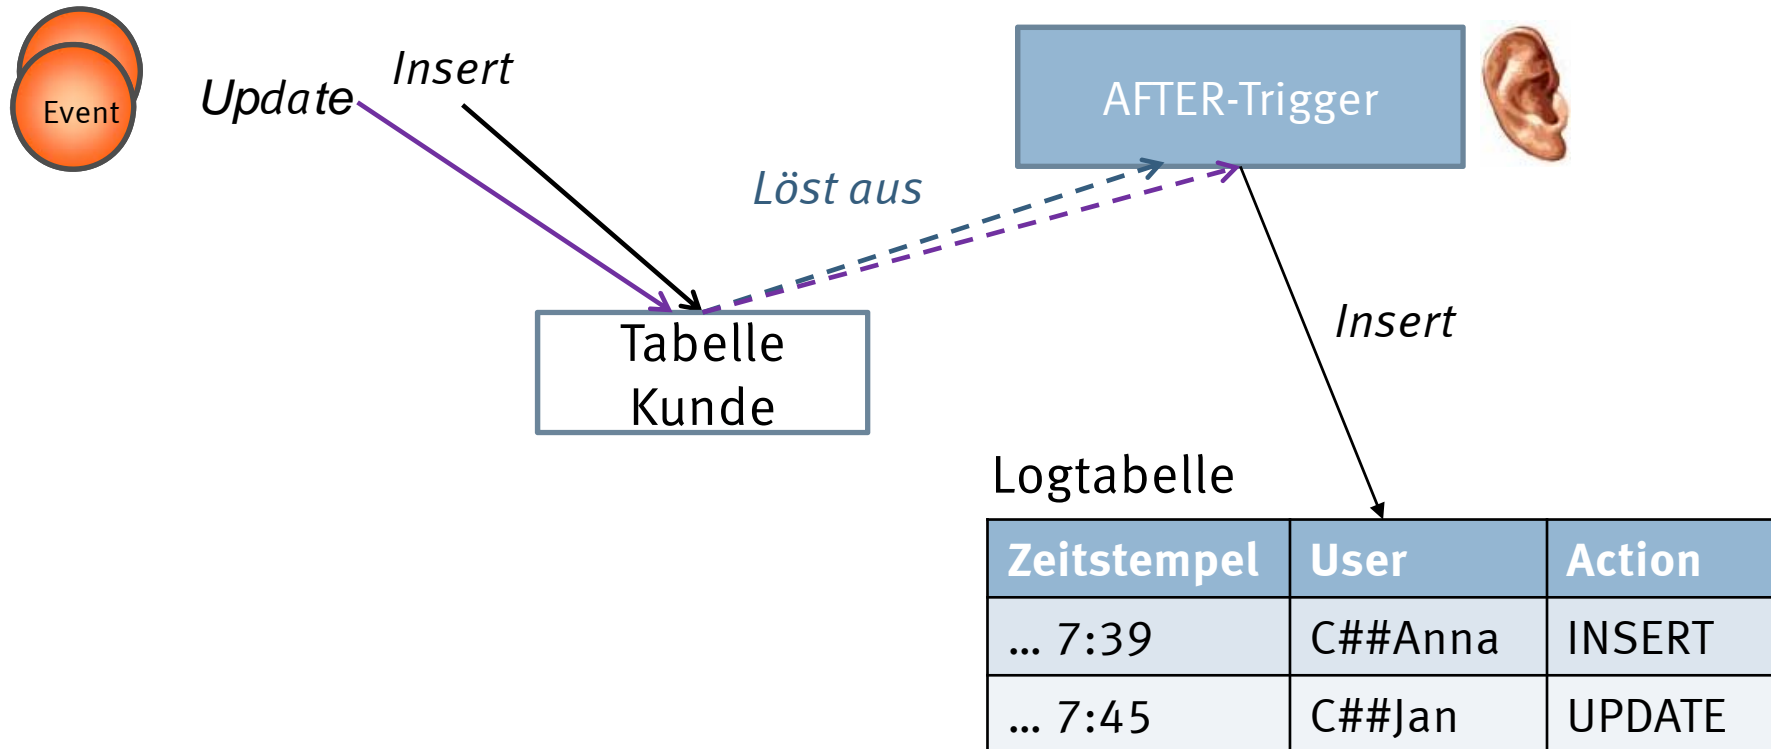 Event
Update
Insert
AFTER-Trigger
Löst aus
Tabelle
Kunde
Insert
Logtabelle
Zeitstempel User Action
... 7:39 C##Anna INSERT
... 7:45 C##Jan UPDATE